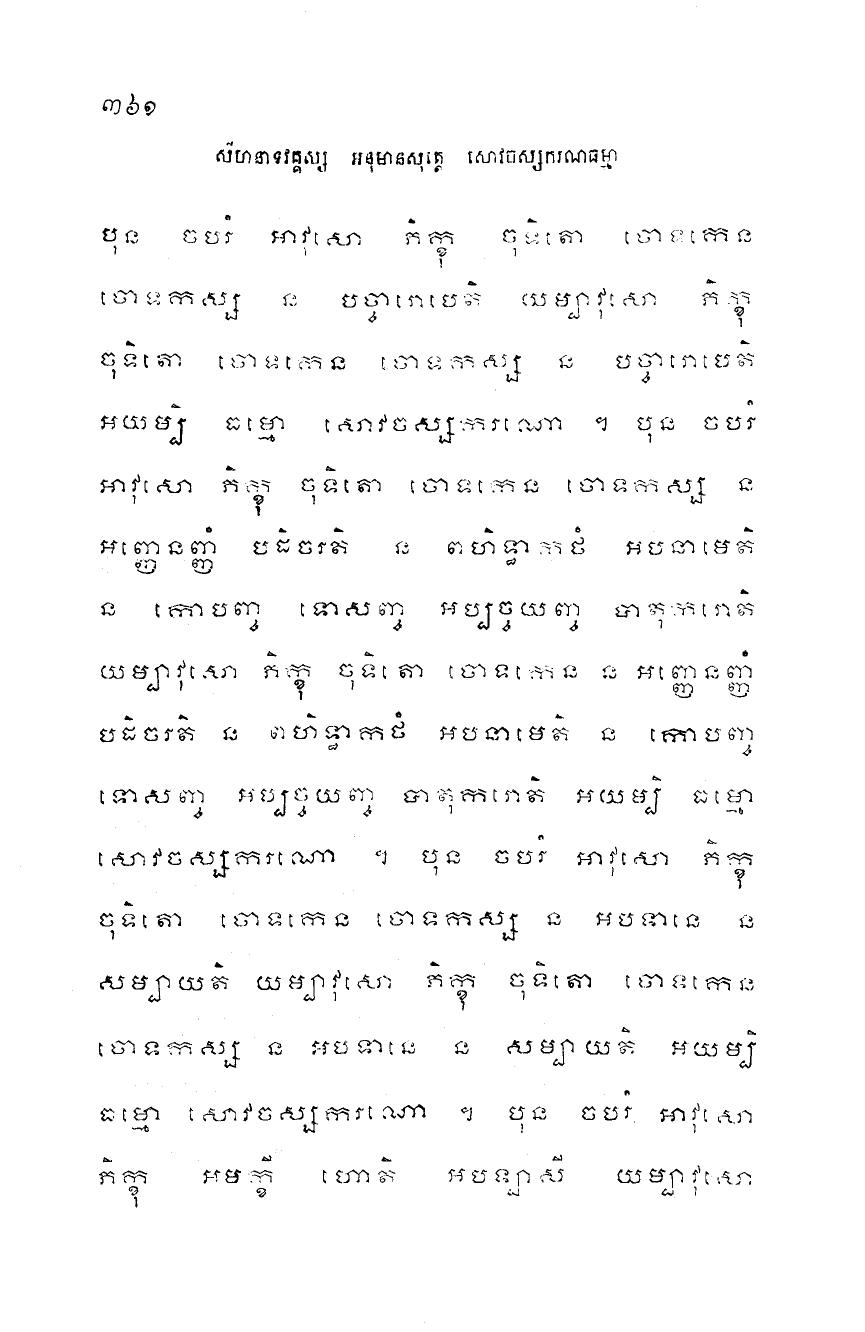 ៣៦១
សីហនាទវគ្គស្ស អនុមានសុត្តេ សោវចស្សករណធម្មា
បុន ចបរំ អាវុសោ ភិក្ខុ ចុទិតោ ចោទកេន
ចោទកស្ស ន បច្ចារោបេតិ យម្បាវុសោ ភិក្ខុ
ចុទិតោ ចោទកេន ចោទកស្ស ន បច្ចារោបេតិ
អយម្បិ ធម្មោ សោវចស្សករណោ ។ បុន ចបរំ
អាវុសោ ភិក្ខុ ចុទិតោ ចោទកេន ចោទកស្ស ន
អញ្ញេនញ្ញំ បដិចរតិ ន ពហិទ្ធា កថំ អបនាមេតិ
ន កោបញ្ច ទោសញ្ច អប្បច្ចយញ្ច បាតុករោតិ
យម្បាវុសោ ភិក្ខុ ចុទិតោ ចោទកេន ន អញ្ញេនញ្ញំ
បដិចរតិ ន ពហិទ្ធា កថំ អបនាមេតិ ន កោបញ្ច
ទោសញ្ច អប្បច្ចយញ្ច បាតុករោតិ អយម្បិ ធម្មោ
សោវចស្សករណោ ។ បុន ចបរំ អាវុសោ ភិក្ខុ
ចុទិតោ ចោទកេន ចោទកស្ស ន អបទានេ ន
សម្បាយតិ យម្បាវុសោ ភិក្ខុ ចុទិតោ ចោទកេន
ចោទកស្ស ន អបទានេ ន សម្បាយតិ អយម្បិ
ធម្មោ សោវចស្សករណោ ។ បុន ចបរំ អាវុសោ
ភិក្ខុ អមក្ខី ហោតិ អបឡាសី យម្បាវុសោ